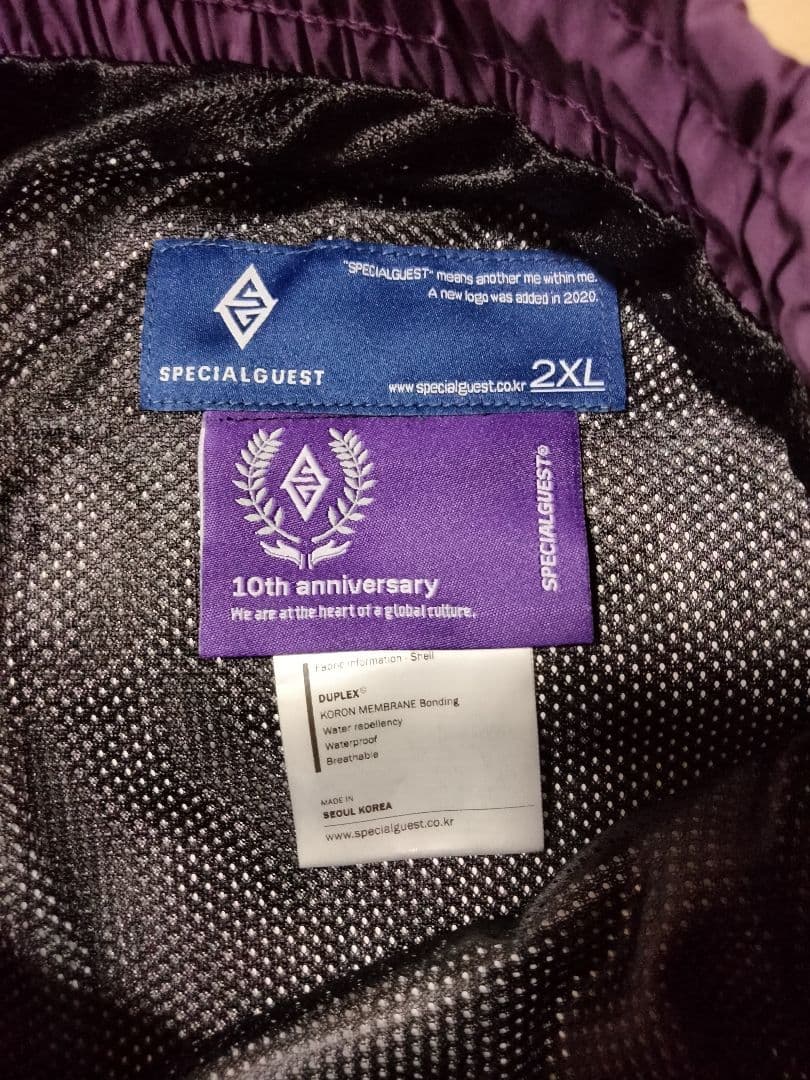 "SPECIALGUEST" means another me within me.
A new logo was added in 2020.
SPECIALGUEST
www.specialguest.co.kr 2XL
SPECIALGUEST®
10th anniversary
We are at the heart of a global culture.
Fabric information - Shell
DUPLEX®
KORON MEMBRANE Bonding
Water repellency
Waterproof
Breathable
MADE IN
SEOUL KOREA
www.specialguest.co.kr